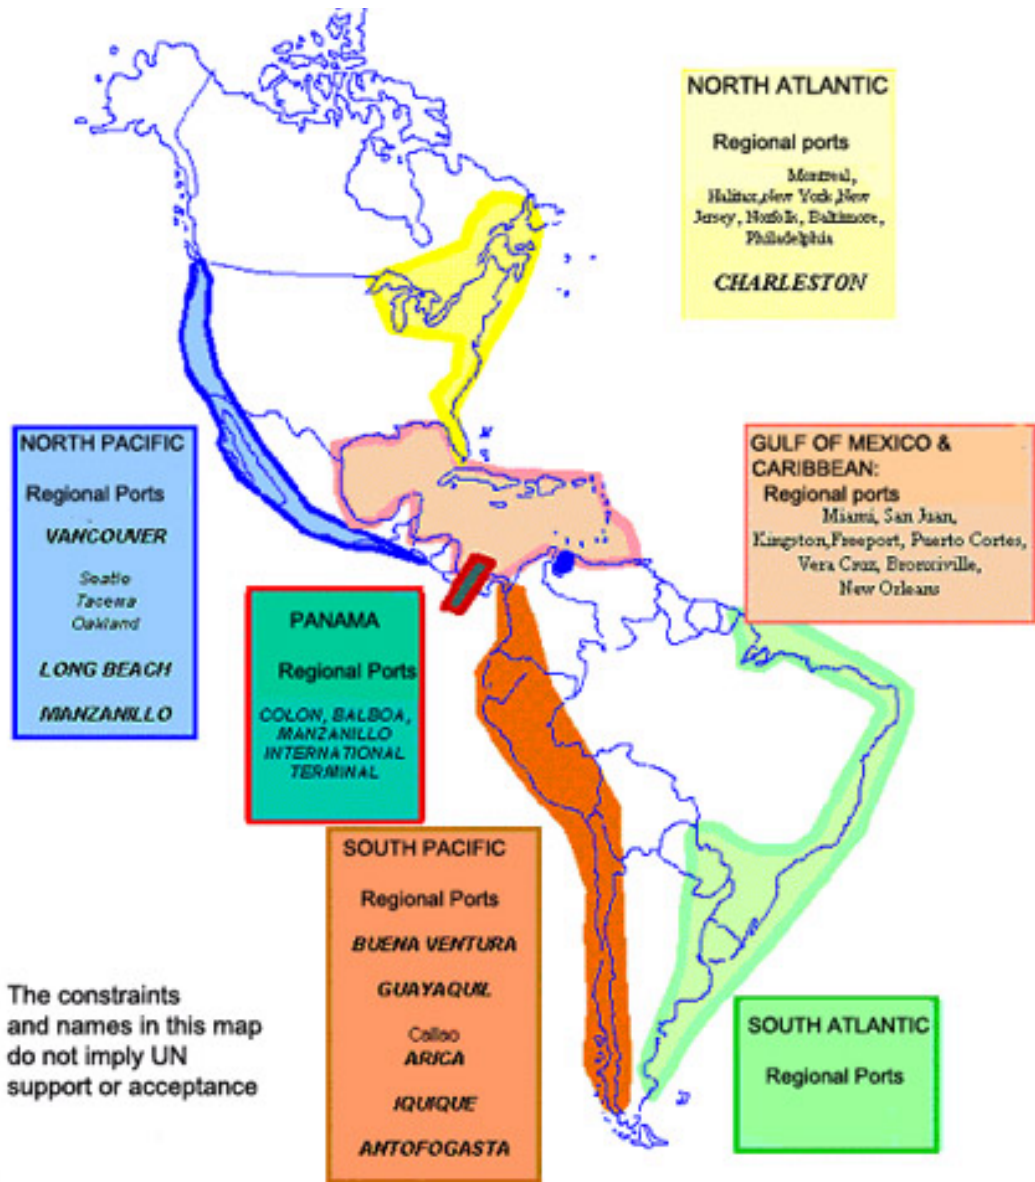 NORTH ATLANTIC
Regional ports
Montreal,
Halifax,New York,New
Jersey, Norfolk, Baltimore,
Philadelphia
CHARLESTON
NORTH PACIFIC
Regional Ports
VANCOUVER
Seatle
Tacema
Oakland
LONG BEACH
MANZANILLO
GULF OF MEXICO &
CARIBBEAN:
Regional ports
Miami, San Juan,
Kingston,Freeport, Puerto Cortes,
Vera Cruz, Bronxiville,
New Orleans
PANAMA
Regional Ports
COLON, BALBOA,
MANZANILLO
INTERNATIONAL
TERMINAL
SOUTH PACIFIC
Regional Ports
BUENA VENTURA
GUAYAQUIL
Callao
ARICA
IQUIQUE
ANTOFOGASTA
The constraints
and names in this map
do not imply UN
support or acceptance
SOUTH ATLANTIC
Regional Ports